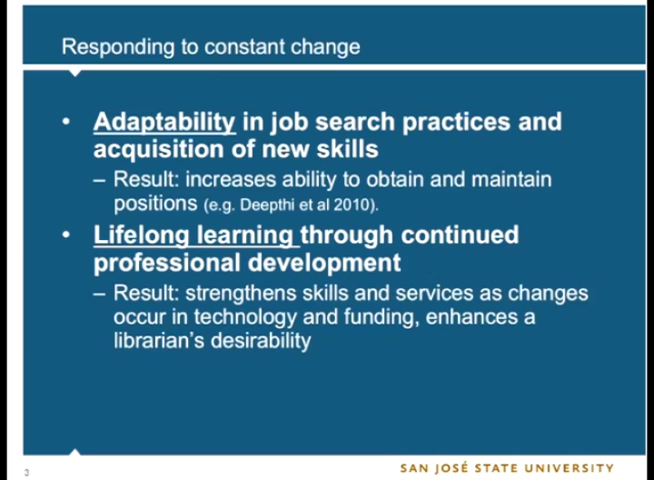 Responding to constant change
• Adaptability in job search practices and
acquisition of new skills
– Result: increases ability to obtain and maintain
positions (e.g. Deepthi et al 2010).
• Lifelong learning through continued
professional development
– Result: strengthens skills and services as changes
occur in technology and funding, enhances a
librarian's desirability
3
SAN JOSÉ STATE UNIVERSITY